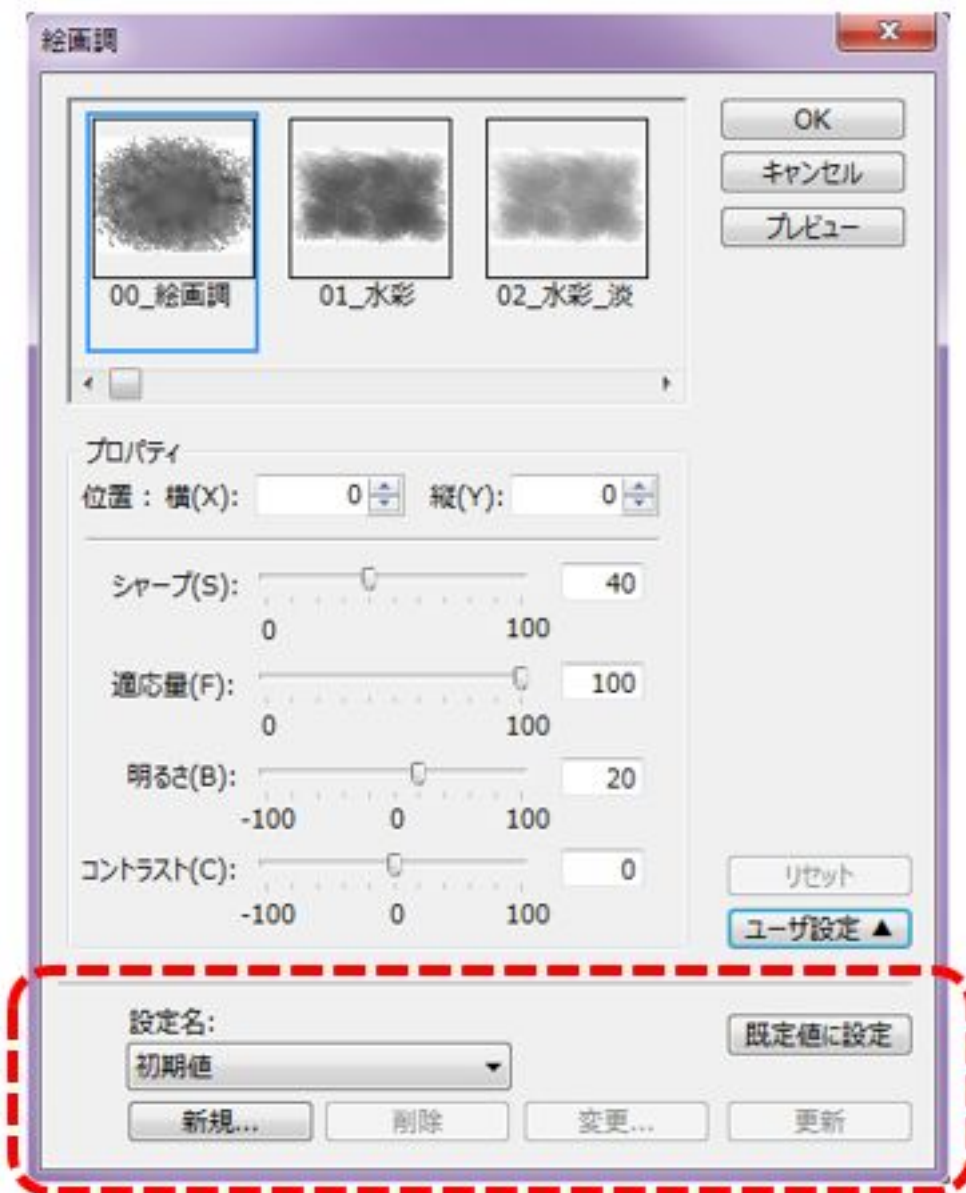 絵画調
OK
キャンセル
プレビュー
00_絵画調 01_水彩 02_水彩_淡
プロパティ
位置 : 横(X): 0 縦(Y): 0
シャープ(S): 40
0 100
適応量(F): 100
0 100
明るさ(B): 20
-100 0 100
コントラスト(C): 0
-100 0 100
リセット
ユーザ設定 ▲
設定名:
既定値に設定
初期値
新規... 削除 変更... 更新